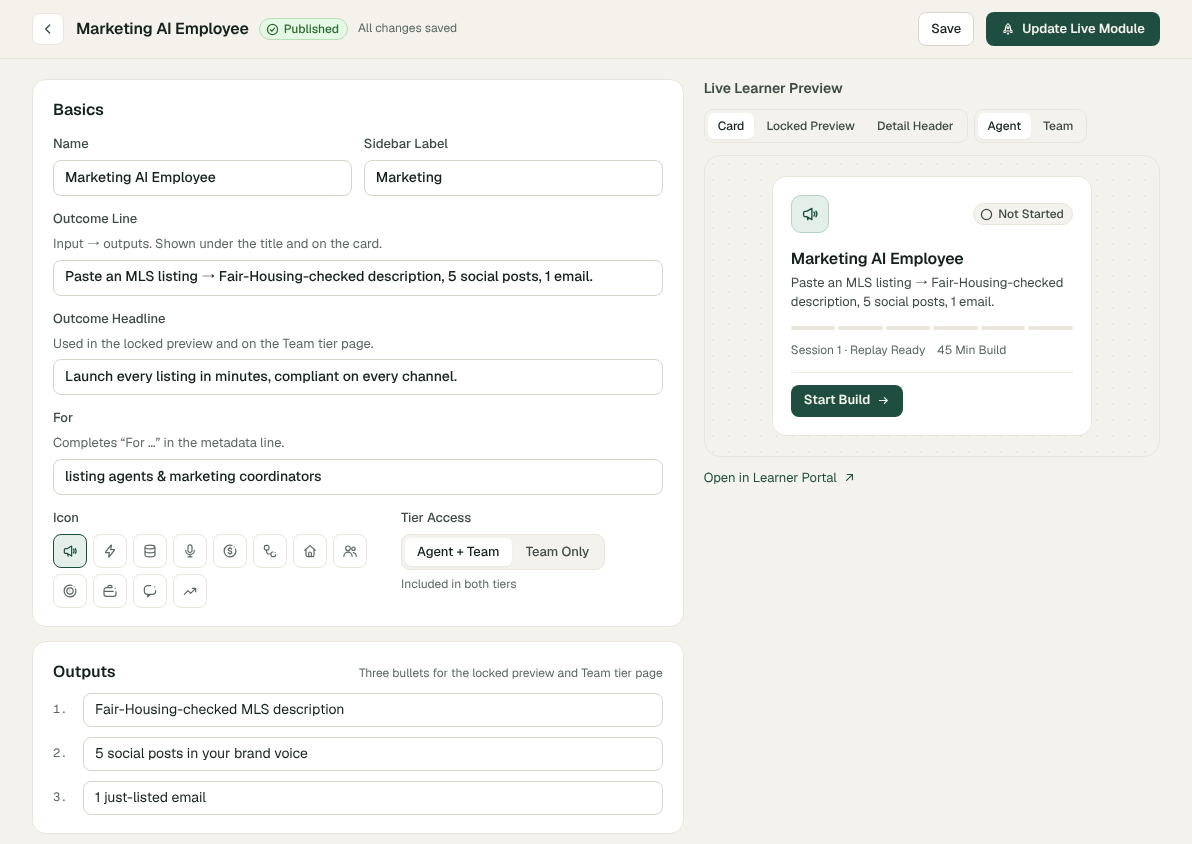 Marketing AI Employee
Published
All changes saved
Save
Update Live Module
Basics
Name
Sidebar Label
Marketing AI Employee
Marketing
Outcome Line
Input → outputs. Shown under the title and on the card.
Paste an MLS listing → Fair-Housing-checked description, 5 social posts, 1 email.
Outcome Headline
Used in the locked preview and on the Team tier page.
Launch every listing in minutes, compliant on every channel.
For
Completes “For …” in the metadata line.
listing agents & marketing coordinators
Icon
Tier Access
Agent + Team
Team Only
Included in both tiers
Outputs
Three bullets for the locked preview and Team tier page
1. Fair-Housing-checked MLS description
2. 5 social posts in your brand voice
3. 1 just-listed email
Live Learner Preview
Card
Locked Preview
Detail Header
Agent
Team
Not Started
Marketing AI Employee
Paste an MLS listing → Fair-Housing-checked
description, 5 social posts, 1 email.
Session 1 · Replay Ready
45 Min Build
Start Build →
Open in Learner Portal ↗